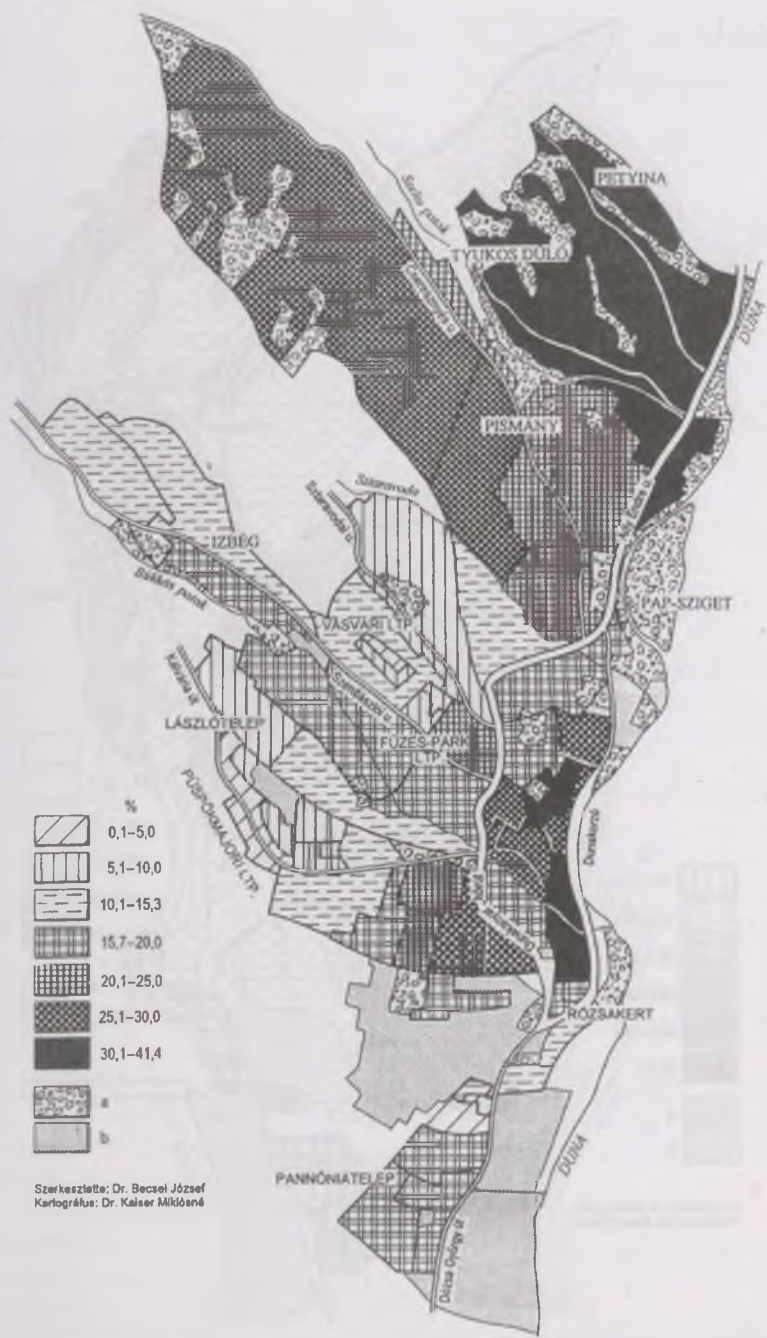 PETYINA
TYUKOS DŰLŐ
DUNA
PISMÁNY
Sztaravoda
IZBÉG
Bükkös patak
PAP-SZIGET
VASVÁRI LTP.
Szentlászlói u.
LÁSZLÓTELEP
FÜZES-PARK
LTP.
PÜSPÖKMAJORI LTP.
Dunakorzó
RÓZSAKERT
PANNÓNIATELEP
DUNA
Dózsa György út
%
0,1–5,0
5,1–10,0
10,1–15,3
15,7–20,0
20,1–25,0
25,1–30,0
30,1–41,4
a
b
Szerkesztette: Dr. Becsei József
Kartográfus: Dr. Kaiser Miklósné